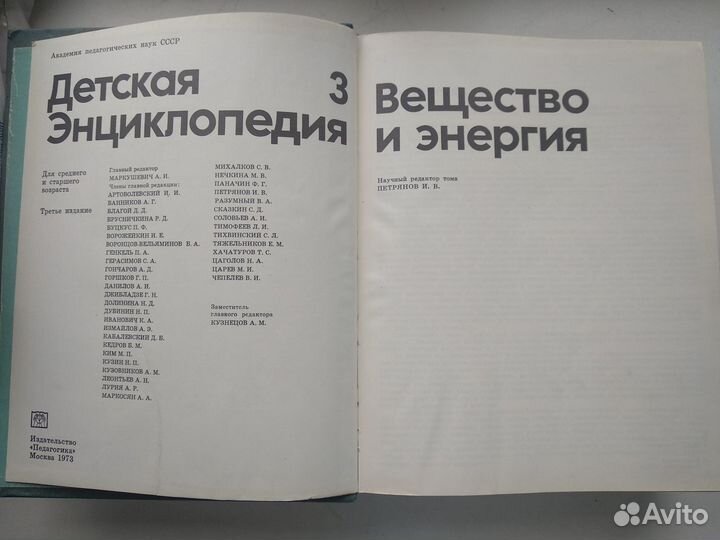 Академия педагогических наук СССР
Детская 3
Энциклопедия
Для среднего
и старшего
возраста
Третье издание
Главный редактор
МАРКУШЕВИЧ А. И.
Члены главной редакции:
АРТОБОЛЕВСКИЙ И. И.
БАННИКОВ А. Г.
БЛАГОЙ Д. Д.
БРУСНИЧКИНА Р. Д.
БУЦКУС П. Ф.
ВОРОЖЕЙКИН И. Е.
ВОРОНЦОВ-ВЕЛЬЯМИНОВ Б. А.
ГЕНКЕЛЬ П. А.
ГЕРАСИМОВ С. А.
ГОНЧАРОВ А. Д.
ГОРШКОВ Г. П.
ДАНИЛОВ А. И.
ДЖИБЛАДЗЕ Г. Н.
ДОЛИНИНА Н. Д.
ДУБИНИН Н. П.
ИВАНОВИЧ К. А.
ИЗМАЙЛОВ А. Э.
КАБАЛЕВСКИЙ Д. Б.
КЕДРОВ Б. М.
КИМ М. П.
КУЗИН Н. П.
КУЗОВНИКОВ А. М.
ЛЕОНТЬЕВ А. Н.
ЛУРИЯ А. Р.
МАРКОСЯН А. А.
МИХАЛКОВ С. В.
НЕЧКИНА М. В.
ПАНАЧИН Ф. Г.
ПЕТРЯНОВ И. В.
РАЗУМНЫЙ В. А.
СКАЗКИН С. Д.
СОЛОВЬЕВ А. И.
ТИМОФЕЕВ Л. И.
ТИХВИНСКИЙ С. Л.
ТЯЖЕЛЬНИКОВ Е. М.
ХАЧАТУРОВ Т. С.
ЦАГОЛОВ Н. А.
ЦАРЕВ М. И.
ЧЕПЕЛЕВ В. И.
Заместитель
главного редактора
КУЗНЕЦОВ А. М.
Издательство
«Педагогика»
Москва 1973
Вещество
и энергия
Научный редактор тома
ПЕТРЯНОВ И. В.
Avito